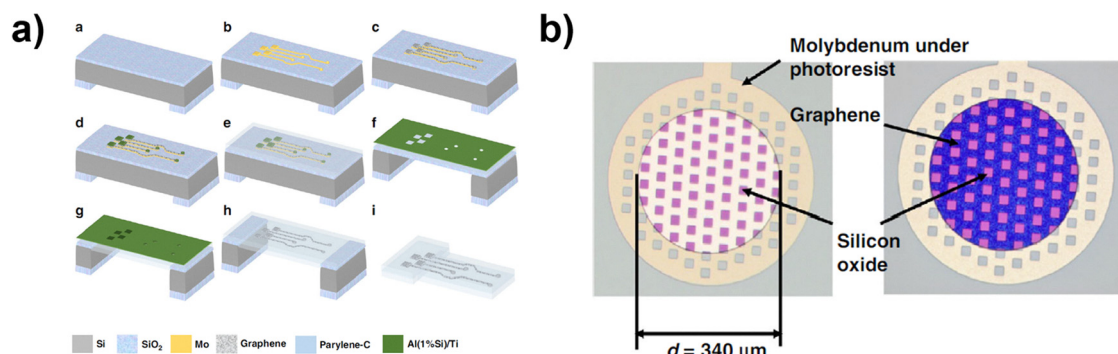 a)
a
b
c
d
e
f
g
h
i
Si
SiO₂
Mo
Graphene
Parylene-C
Al(1%Si)/Ti
b)
Molybdenum under
photoresist
Graphene
Silicon
oxide
d = 340 µm